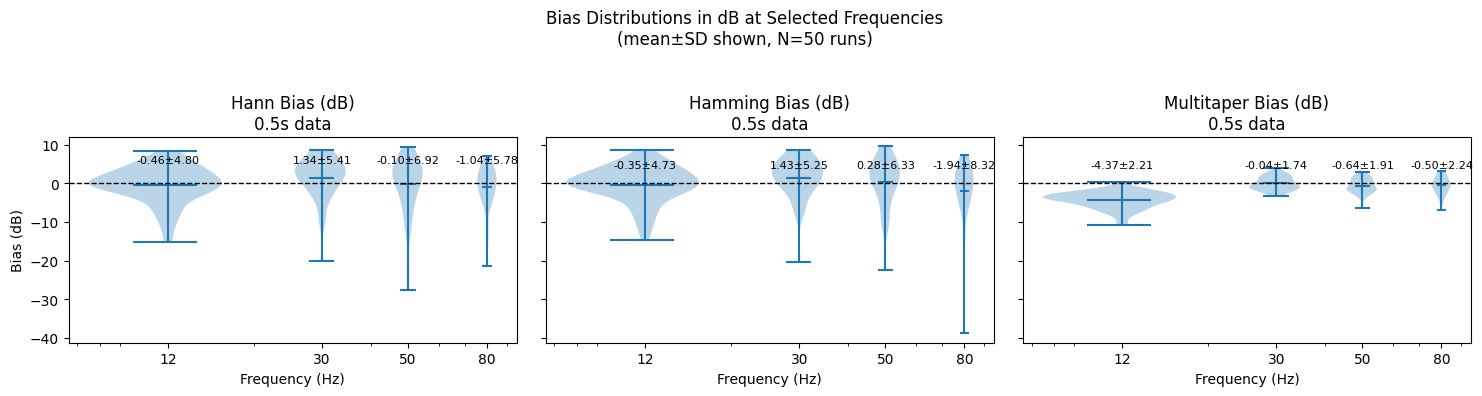 Bias Distributions in dB at Selected Frequencies
(mean±SD shown, N=50 runs)
Hann Bias (dB)
0.5s data
Bias (dB)
10
0
−10
−20
−30
−40
-0.46±4.80
1.34±5.41
-0.10±6.92
-1.04±5.78
12
30
50
80
Frequency (Hz)
Hamming Bias (dB)
0.5s data
-0.35±4.73
1.43±5.25
0.28±6.33
-1.94±8.32
12
30
50
80
Frequency (Hz)
Multitaper Bias (dB)
0.5s data
-4.37±2.21
-0.04±1.74
-0.64±1.91
-0.50±2.24
12
30
50
80
Frequency (Hz)